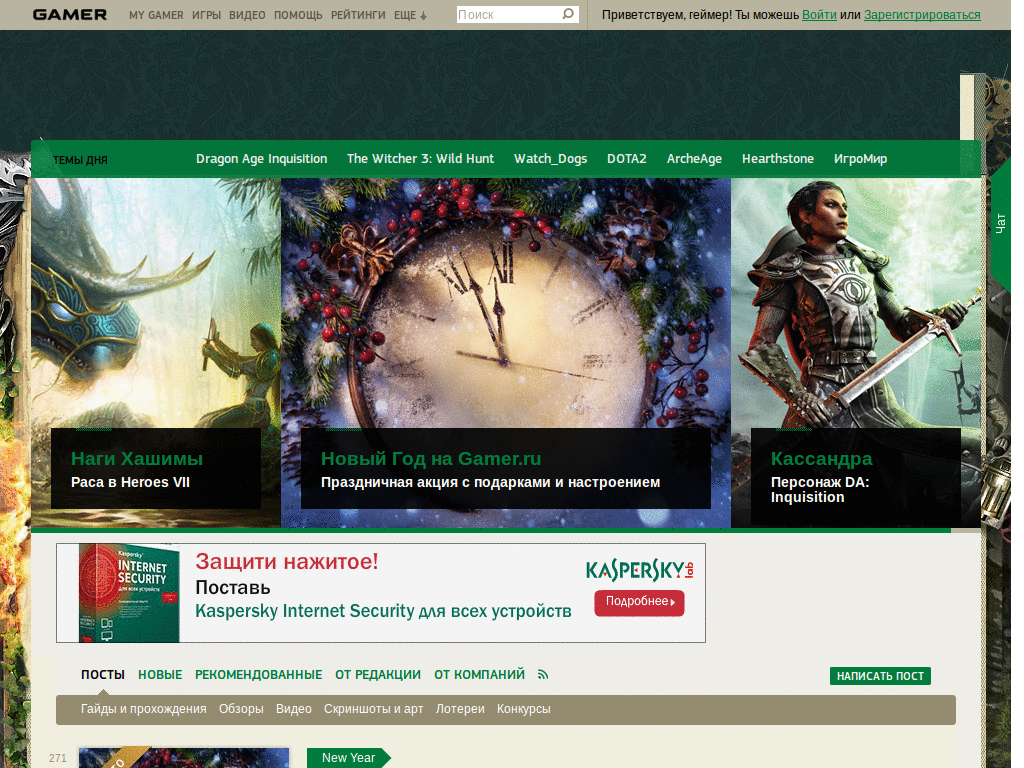 GAMER MY GAMER ИГРЫ ВИДЕО ПОМОЩЬ РЕЙТИНГИ ЕЩЕ Поиск Приветствуем, геймер! Ты можешь Войти или Зарегистрироваться
ТЕМЫ ДНЯ Dragon Age Inquisition The Witcher 3: Wild Hunt Watch_Dogs DOTA2 ArcheAge Hearthstone ИгроМир
Чат
Наги Хашимы
Раса в Heroes VII
Новый Год на Gamer.ru
Праздничная акция с подарками и настроением
Кассандра
Персонаж DA:
Inquisition
Kaspersky
INTERNET
SECURITY
для всех устройств
Защити нажитое!
Поставь
Kaspersky Internet Security для всех устройств
KASPERSKY lab
Подробнее
ПОСТЫ НОВЫЕ РЕКОМЕНДОВАННЫЕ ОТ РЕДАКЦИИ ОТ КОМПАНИЙ
НАПИСАТЬ ПОСТ
Гайды и прохождения Обзоры Видео Скриншоты и арт Лотереи Конкурсы
271
New Year